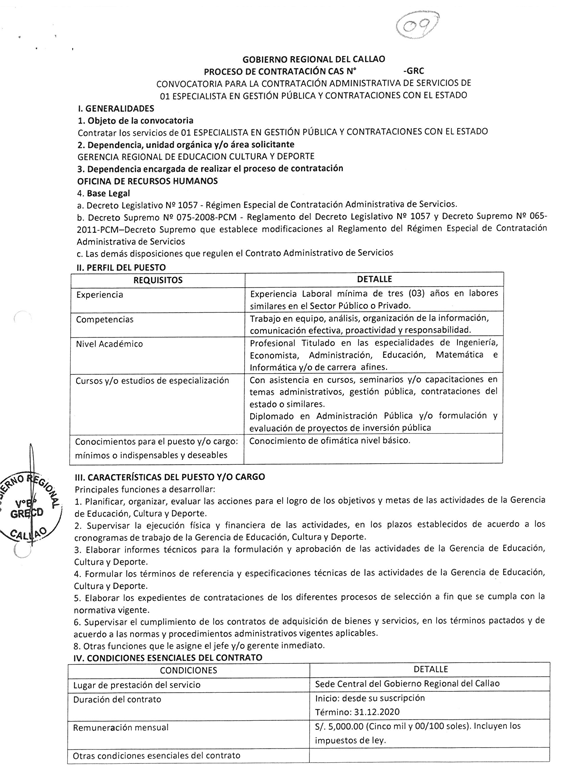 09
GOBIERNO REGIONAL DEL CALLAO
PROCESO DE CONTRATACIÓN CAS N° -GRC
CONVOCATORIA PARA LA CONTRATACIÓN ADMINISTRATIVA DE SERVICIOS DE
01 ESPECIALISTA EN GESTIÓN PÚBLICA Y CONTRATACIONES CON EL ESTADO
I. GENERALIDADES
1. Objeto de la convocatoria
Contratar los servicios de 01 ESPECIALISTA EN GESTIÓN PÚBLICA Y CONTRATACIONES CON EL ESTADO
2. Dependencia, unidad orgánica y/o área solicitante
GERENCIA REGIONAL DE EDUCACION CULTURA Y DEPORTE
3. Dependencia encargada de realizar el proceso de contratación
OFICINA DE RECURSOS HUMANOS
4. Base Legal
a. Decreto Legislativo Nº 1057 - Régimen Especial de Contratación Administrativa de Servicios.
b. Decreto Supremo Nº 075-2008-PCM - Reglamento del Decreto Legislativo Nº 1057 y Decreto Supremo Nº 065-
2011-PCM–Decreto Supremo que establece modificaciones al Reglamento del Régimen Especial de Contratación
Administrativa de Servicios
c. Las demás disposiciones que regulen el Contrato Administrativo de Servicios
II. PERFIL DEL PUESTO
REQUISITOS DETALLE
Experiencia Experiencia Laboral mínima de tres (03) años en labores
similares en el Sector Público o Privado.
Competencias Trabajo en equipo, análisis, organización de la información,
comunicación efectiva, proactividad y responsabilidad.
Nivel Académico Profesional Titulado en las especialidades de Ingeniería,
Economista, Administración, Educación, Matemática e
Informática y/o de carrera afines.
Cursos y/o estudios de especialización Con asistencia en cursos, seminarios y/o capacitaciones en
temas administrativos, gestión pública, contrataciones del
estado o similares.
Diplomado en Administración Pública y/o formulación y
evaluación de proyectos de inversión pública
Conocimientos para el puesto y/o cargo: Conocimiento de ofimática nivel básico.
mínimos o indispensables y deseables
III. CARACTERÍSTICAS DEL PUESTO Y/O CARGO
Principales funciones a desarrollar:
1. Planificar, organizar, evaluar las acciones para el logro de los objetivos y metas de las actividades de la Gerencia
de Educación, Cultura y Deporte.
2. Supervisar la ejecución física y financiera de las actividades, en los plazos establecidos de acuerdo a los
cronogramas de trabajo de la Gerencia de Educación, Cultura y Deporte.
3. Elaborar informes técnicos para la formulación y aprobación de las actividades de la Gerencia de Educación,
Cultura y Deporte.
4. Formular los términos de referencia y especificaciones técnicas de las actividades de la Gerencia de Educación,
Cultura y Deporte.
5. Elaborar los expedientes de contrataciones de los diferentes procesos de selección a fin que se cumpla con la
normativa vigente.
6. Supervisar el cumplimiento de los contratos de adquisición de bienes y servicios, en los términos pactados y de
acuerdo a las normas y procedimientos administrativos vigentes aplicables.
8. Otras funciones que le asigne el jefe y/o gerente inmediato.
IV. CONDICIONES ESENCIALES DEL CONTRATO
CONDICIONES DETALLE
Lugar de prestación del servicio Sede Central del Gobierno Regional del Callao
Duración del contrato Inicio: desde su suscripción
Término: 31.12.2020
Remuneración mensual S/. 5,000.00 (Cinco mil y 00/100 soles). Incluyen los
impuestos de ley.
Otras condiciones esenciales del contrato
REGIONAL
GRECD
CALLAO